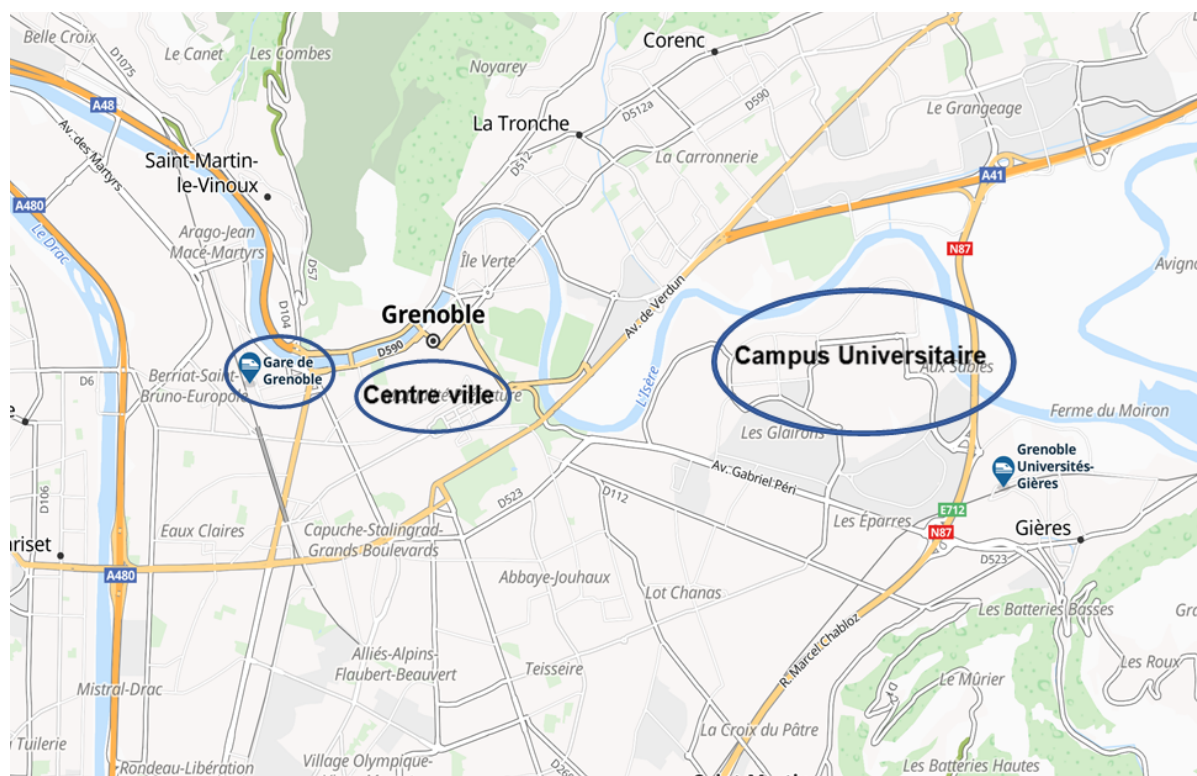 Belle Croix
D1075
Le Canet
Les Combes
Noyarey
Corenc
D590
D512a
Le Grangeage
A48
Av. des Martyrs
La Tronche
D512
La Carronnerie
Saint-Martin-
le-Vinoux
A41
A480
Le Drac
Arago-Jean
Macé-Martyrs
D57
Île Verte
N87
Avign
Av. de Verdun
D104
Grenoble
D590
L'Isère
Campus Universitaire
Aux Sables
Gare de
Grenoble
D6
Berriat-Saint-
Bruno-Europole
Centre ville
Ferme du Moiron
Les Glairons
Grenoble
Universités-
Gières
Av. Gabriel Péri
D106
D523
D112
E712
Eaux Claires
Capuche-Stalingrad-
Grands Boulevards
Les Éparres
N87
Gières
D523
riset
A480
Abbaye-Jouhaux
Lot Chanas
Les Batteries Basses
Gra
R. Marcel Chabloz
Alliés-Alpins-
Flaubert-Beauvert
Teisseire
Les Roux
Le Mûrier
Mistral-Drac
La Croix du Pâtre
Tuilerie
Rondeau-Libération
Village Olympique-
Les Batteries Hautes